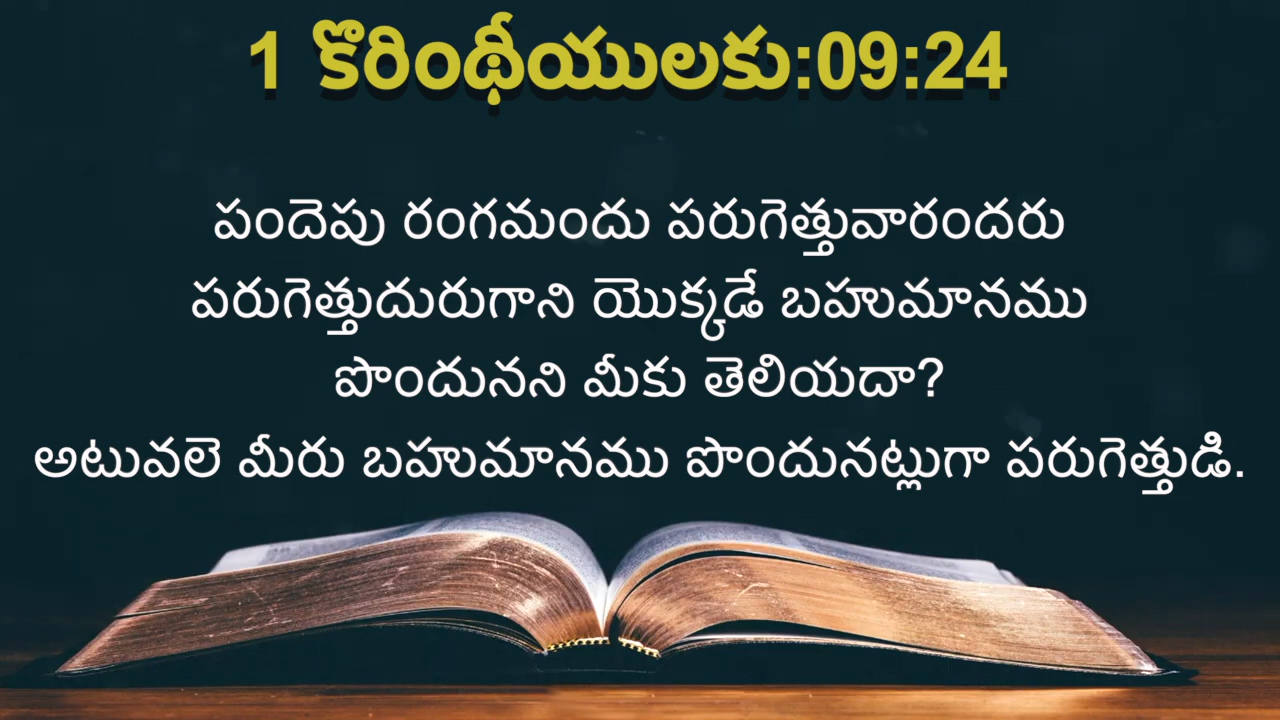 1 కొరింథీయులకు:09:24
పందెపు రంగమందు పరుగెత్తువారందరు
పరుగెత్తుదురుగాని యొక్కడే బహుమానము
పొందునని మీకు తెలియదా?
అటువలె మీరు బహుమానము పొందునట్లుగా పరుగెత్తుడి.